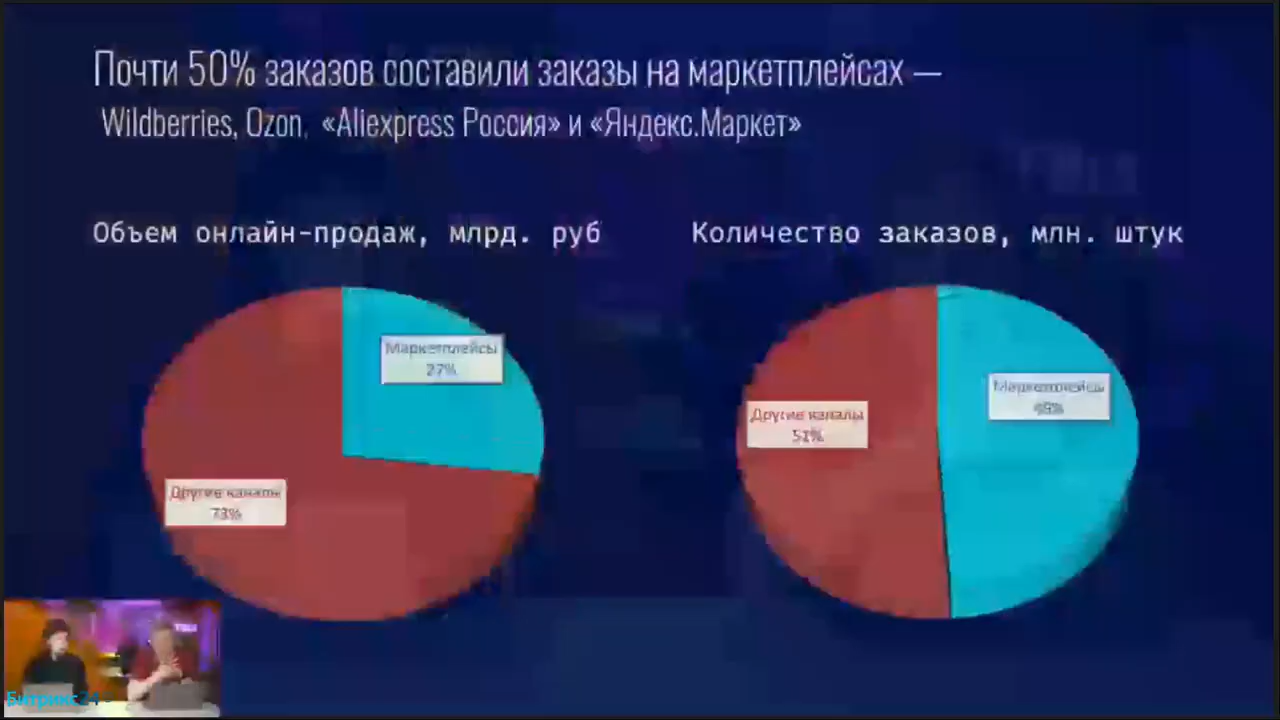 Почти 50% заказов составили заказы на маркетплейсах —
Wildberries, Ozon, «Aliexpress Россия» и «Яндекс.Маркет»
Объем онлайн-продаж, млрд. руб
Количество заказов, млн. штук
Маркетплейсы
27%
Другие каналы
73%
Маркетплейсы
49%
Другие каналы
51%
Битрикс24